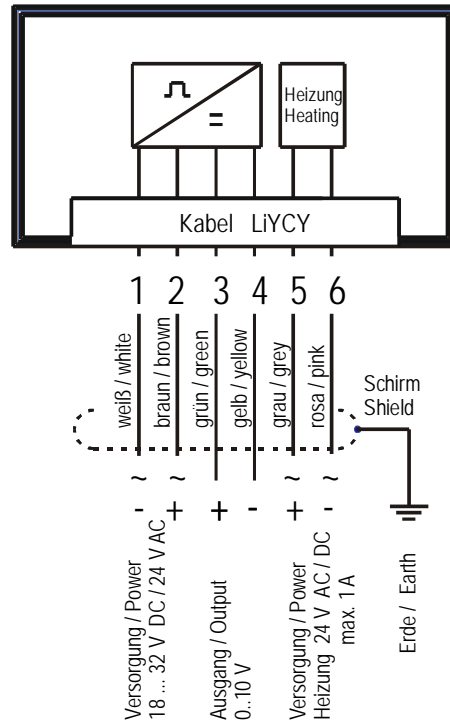 Heizung
Heating
Kabel LiYCY
1 2 3 4 5 6
weiß / white
braun / brown
grün / green
gelb / yellow
grau / grey
rosa / pink
Schirm
Shield
~ ~ ~ ~
- + + - + -
Versorgung / Power
18 ... 32 V DC / 24 V AC
Ausgang / Output
0..10 V
Versorgung / Power
Heizung 24 V AC / DC
max. 1 A
Erde / Earth